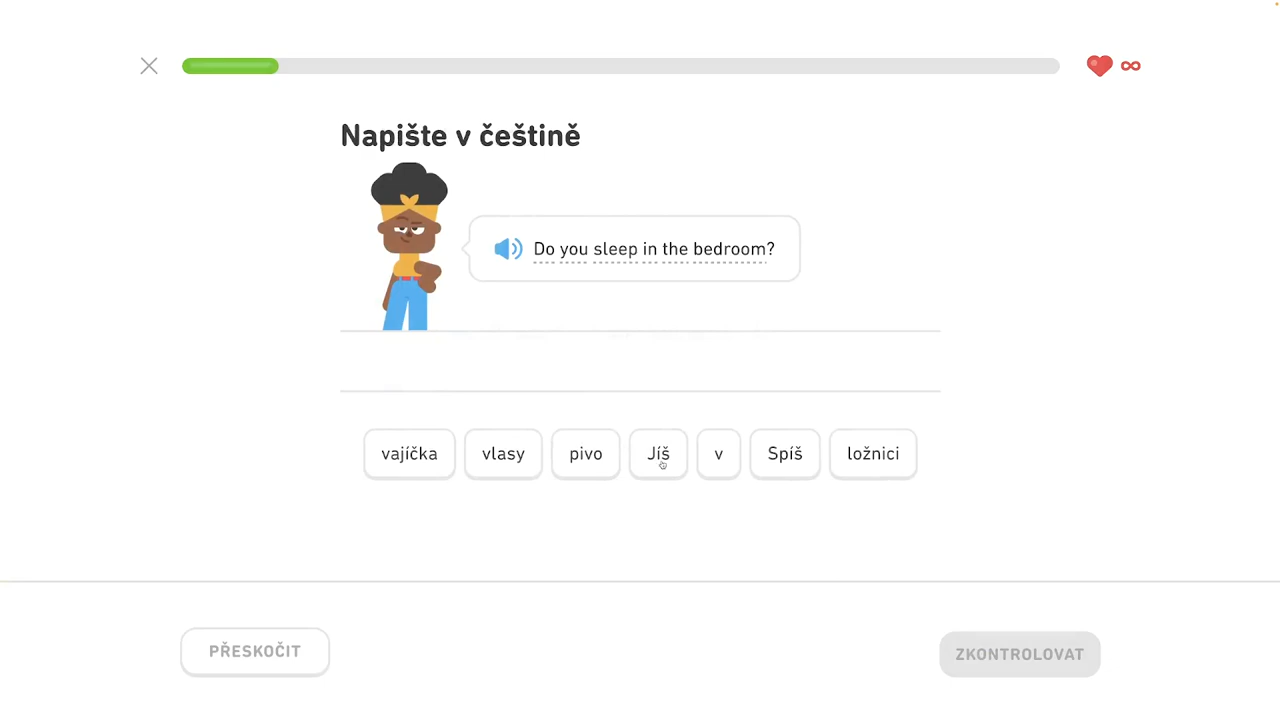 ∞
Napište v češtině
Do you sleep in the bedroom?
vajíčka vlasy pivo Jíš v Spíš ložnici
PŘESKOČIT ZKONTROLOVAT